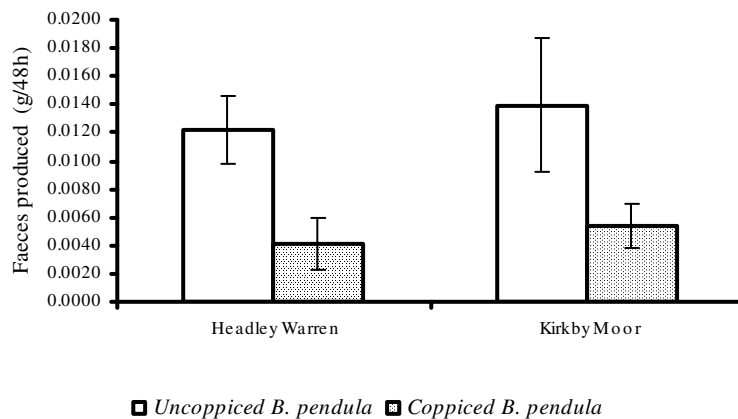 Faeces produced (g/48h)
0.0200
0.0180
0.0160
0.0140
0.0120
0.0100
0.0080
0.0060
0.0040
0.0020
0.0000
Headley Warren
Kirkby Moor
Uncoppiced B. pendula
Coppiced B. pendula